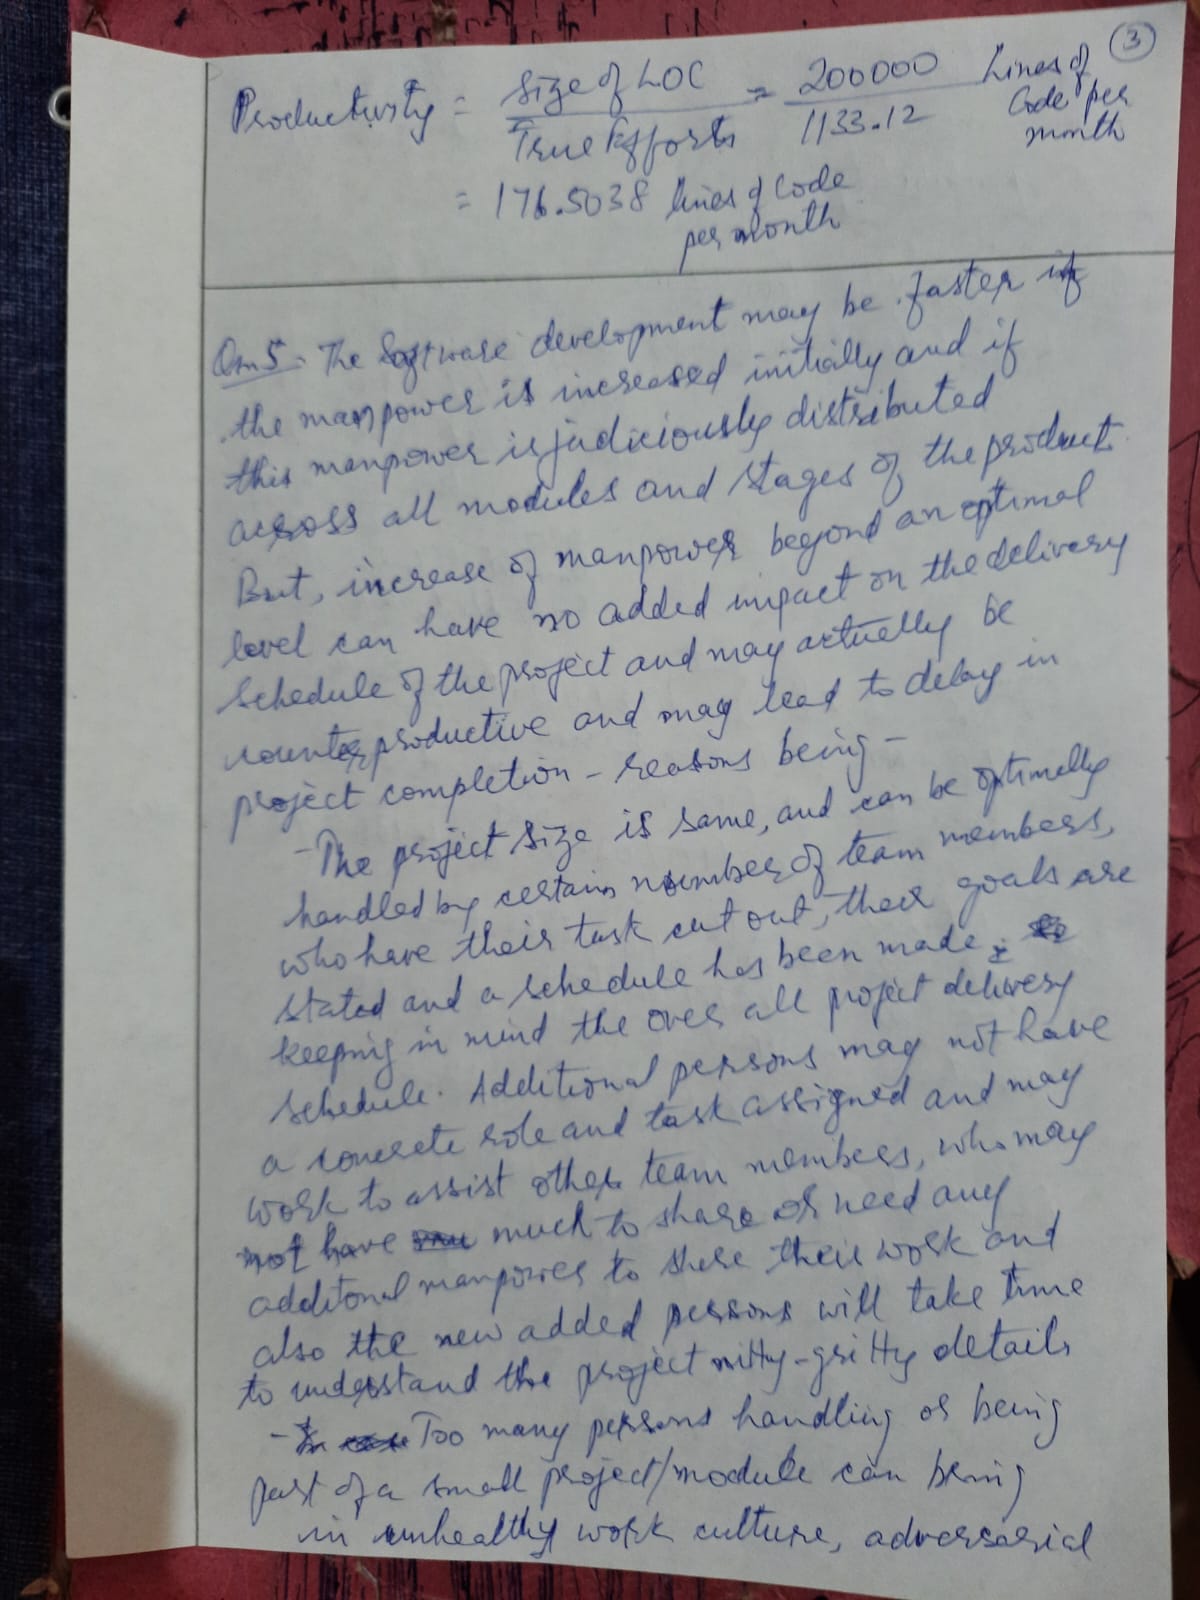 3
Productivity = Size of LOC / True Efforts = 200000 / 1133.12 Lines of Code per month
= 176.5038 lines of Code per month
Qn 5. The Software development may be faster if
the manpower is increased initially and if
this manpower is judiciously distributed
across all modules and stages of the product.
But, increase of manpower beyond an optimal
level can have no added impact on the delivery
schedule of the project and may actually be
counterproductive and may lead to delay in
project completion - reasons being -
- The project size is same, and can be optimally
handled by certain number of team members,
who have their task cut out, their goals are
stated and a schedule has been made
keeping in mind the over all project delivery
schedule. Additional persons may not have
a concrete role and task assigned and may
work to assist other team members, who may
not have much to share or need any
additonal manpower to share their work and
also the new added persons will take time
to understand the project nitty-gritty details
- Too many persons handling or being
part of a small project/module can bring
in unhealthy work culture, adversarial